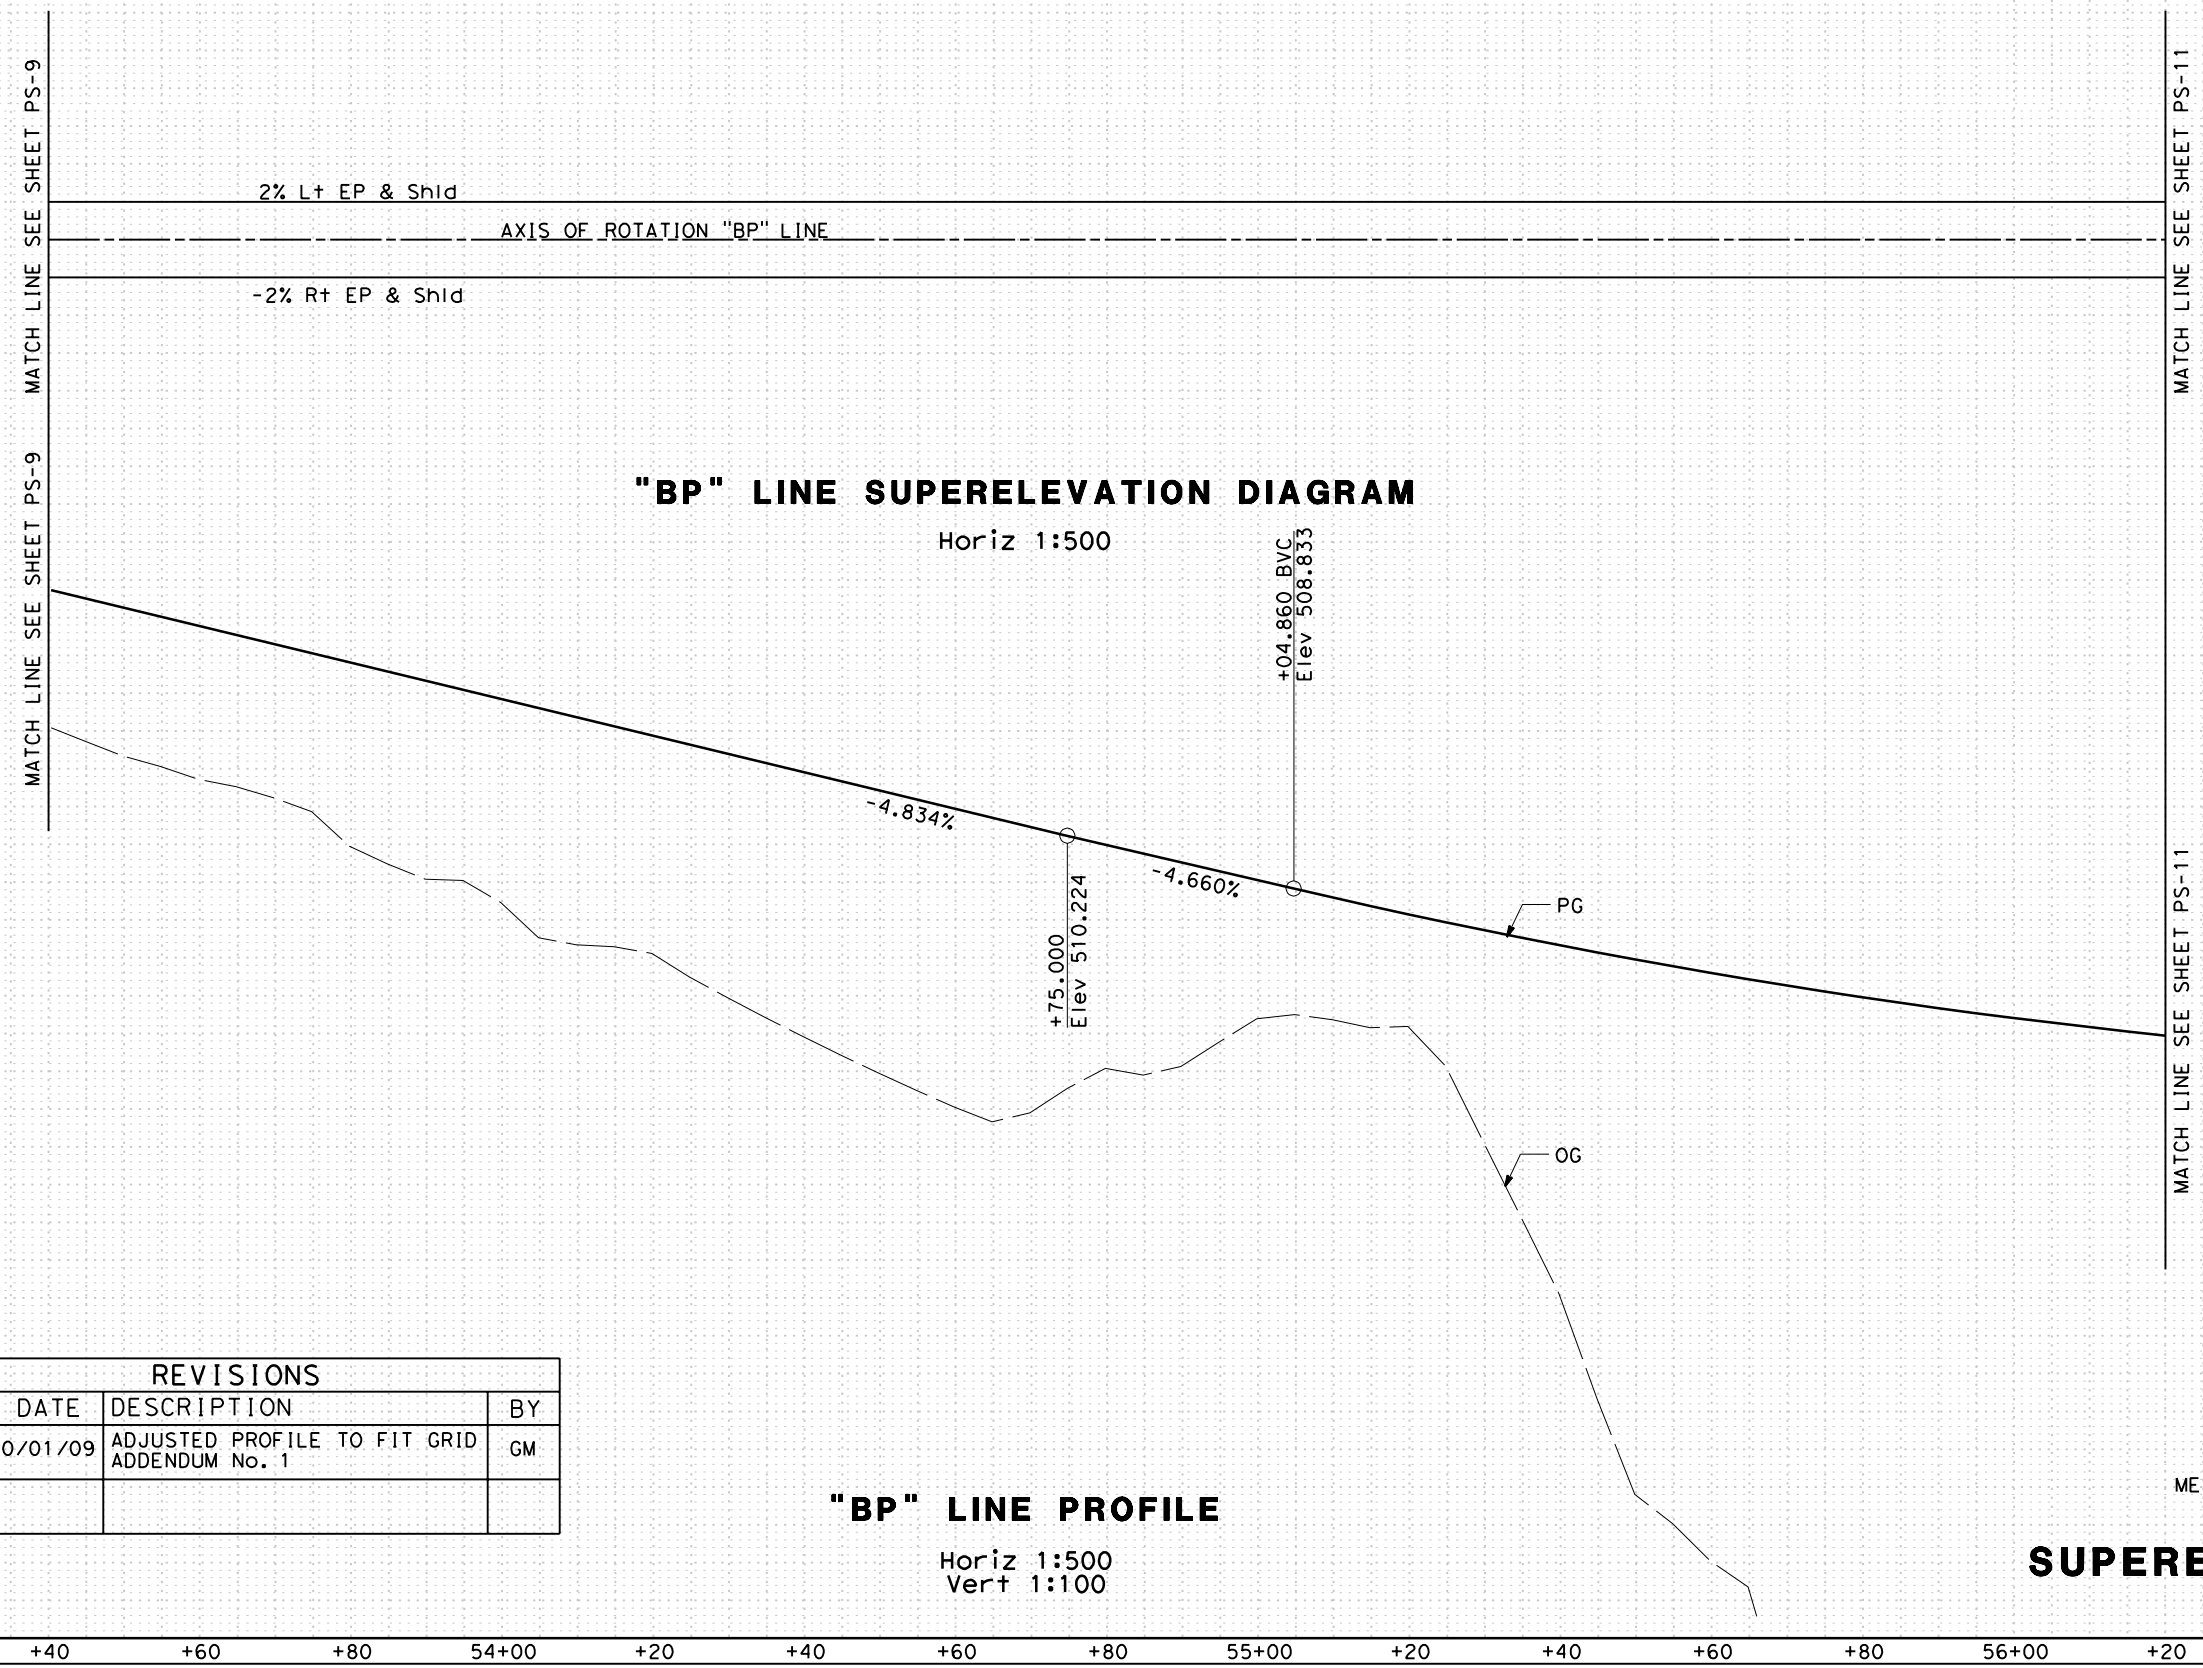 MATCH LINE SEE SHEET PS-9
MATCH LINE SEE SHEET PS-11
2% Lt EP & Shld
AXIS OF ROTATION "BP" LINE
-2% Rt EP & Shld
"BP" LINE SUPERELEVATION DIAGRAM
Horiz 1:500
MATCH LINE SEE SHEET PS-9
+04.860 BVC
Elev 508.833
-4.834%
-4.660%
+75.000
Elev 510.224
PG
OG
MATCH LINE SEE SHEET PS-11
REVISIONS
DATE DESCRIPTION BY
0/01/09 ADJUSTED PROFILE TO FIT GRID GM
ADDENDUM No. 1
"BP" LINE PROFILE
Horiz 1:500
Vert 1:100
ME
SUPERE
+40 +60 +80 54+00 +20 +40 +60 +80 55+00 +20 +40 +60 +80 56+00 +20